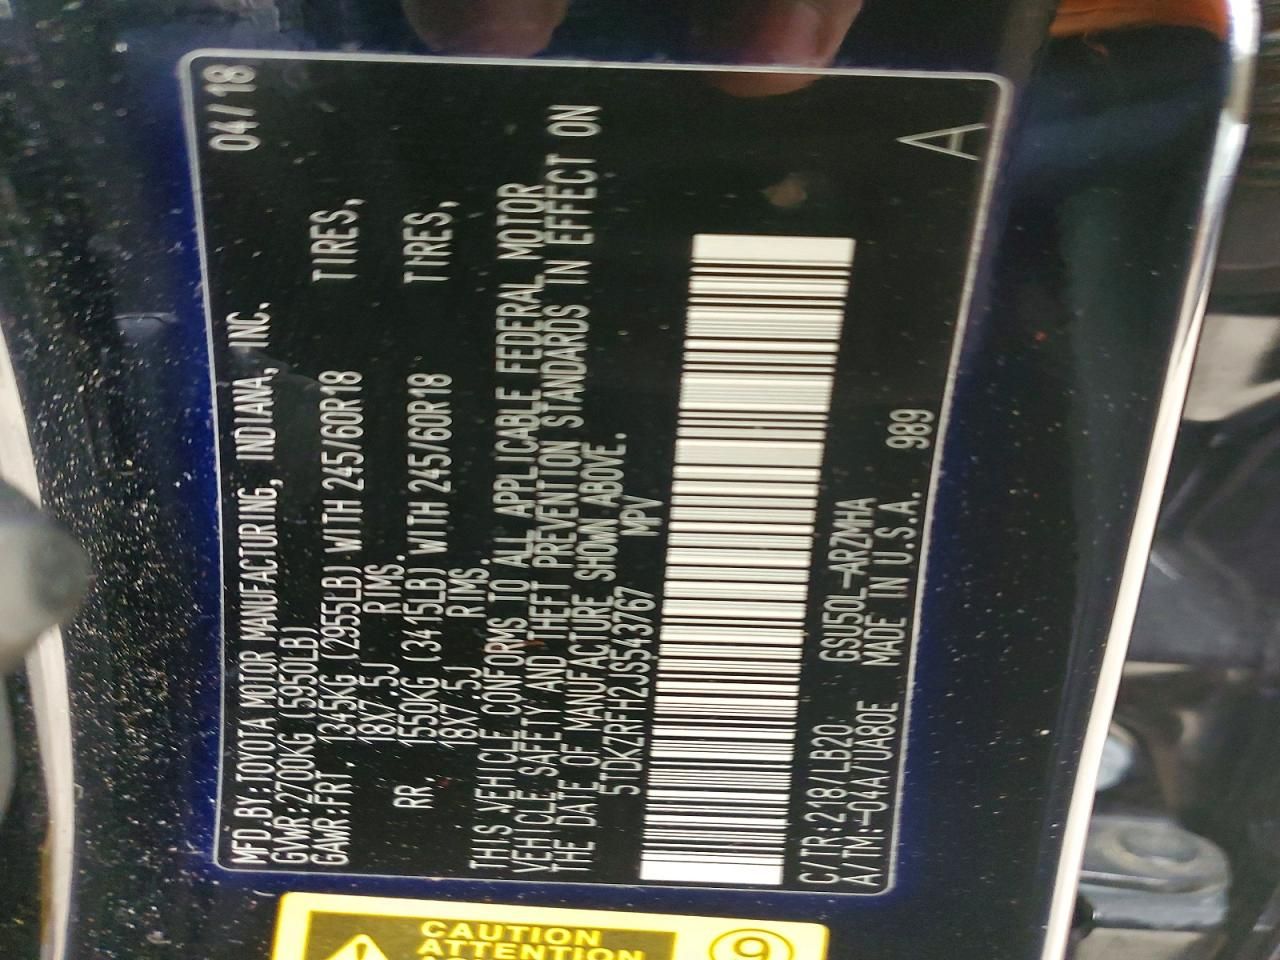 MFD.BY:TOYOTA MOTOR MANUFACTURING, INDIANA, INC. 04/18
GVWR:2700KG (5950LB)
GAWR:FRT. 1345KG (2955LB) WITH 245/60R18 TIRES,
18X7.5J RIMS.
RR. 1550KG (3415LB) WITH 245/60R18 TIRES,
18X7.5J RIMS.
THIS VEHICLE CONFORMS TO ALL APPLICABLE FEDERAL MOTOR
VEHICLE SAFETY AND THEFT PREVENTION STANDARDS IN EFFECT ON
THE DATE OF MANUFACTURE SHOWN ABOVE.
5TDKZRFH2JS543767 MPV
C/TR:218/LB20 GSU50L-ARZMHA
A/TM:-04A/UA80E MADE IN U.S.A. 989
A
CAUTION
ATTENTION
9